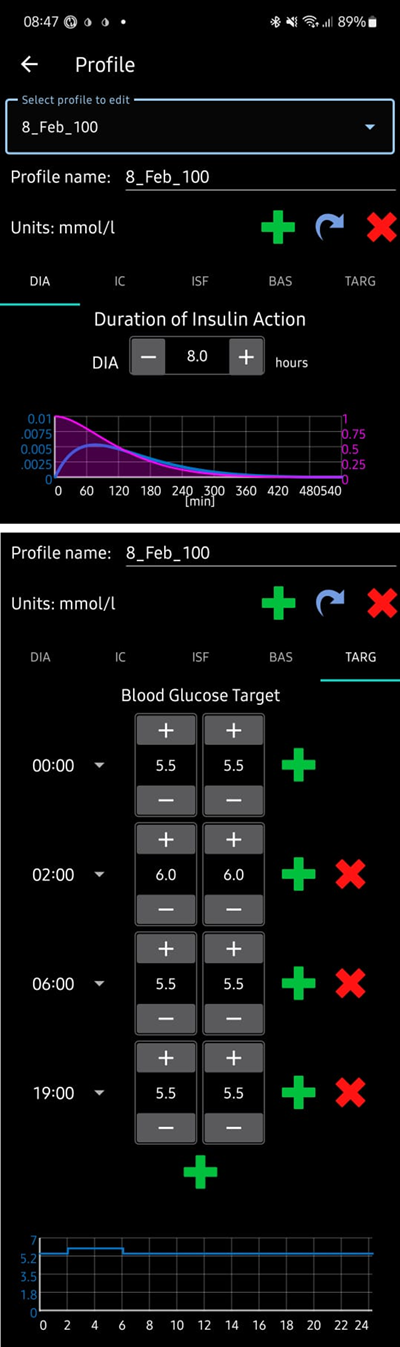 08:47 89%
Profile
Select profile to edit
8_Feb_100
Profile name: 8_Feb_100
Units: mmol/l
DIA IC ISF BAS TARG
Duration of Insulin Action
DIA − 8.0 + hours
0.01 1
.0075 0.75
0.005 0.5
.0025 0.25
0 0
0 60 120 180 240 300 360 420 480540
[min]
Profile name: 8_Feb_100
Units: mmol/l
DIA IC ISF BAS TARG
Blood Glucose Target
+ +
00:00 5.5 5.5
− −
+ +
02:00 6.0 6.0
− −
+ +
06:00 5.5 5.5
− −
+ +
19:00 5.5 5.5
− −
7
5.2
3.5
1.8
0
0 2 4 6 8 10 12 14 16 18 20 22 24